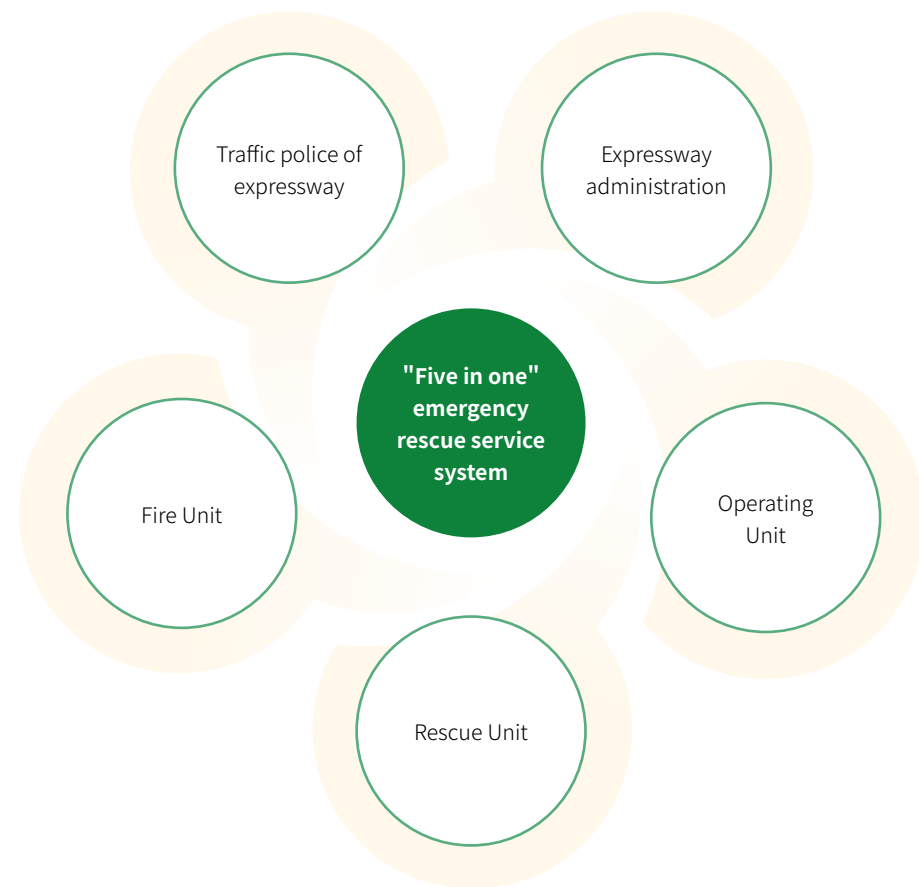 Traffic police of
expressway
Expressway
administration
"Five in one"
emergency
rescue service
system
Fire Unit
Operating
Unit
Rescue Unit